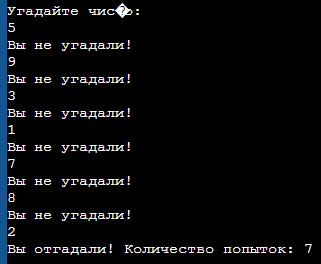 Угадайте чис�о:
5
Вы не угадали!
9
Вы не угадали!
3
Вы не угадали!
1
Вы не угадали!
7
Вы не угадали!
8
Вы не угадали!
2
Вы отгадали! Количество попыток: 7